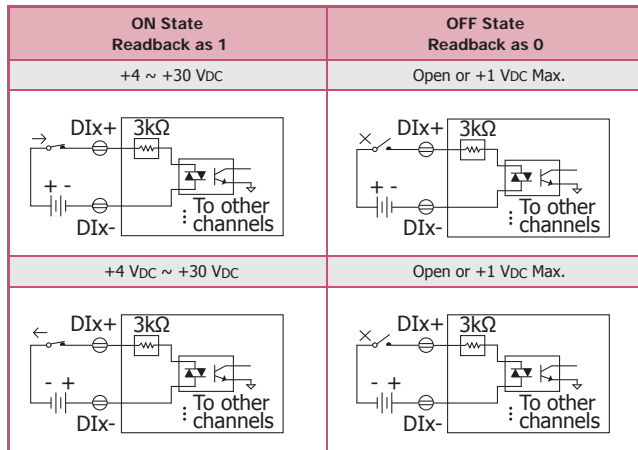 ON State
Readback as 1
OFF State
Readback as 0
+4 ~ +30 VDC
Open or +1 VDC Max.
DIx+ 3kΩ
+ -
To other
channels
DIx-
DIx+ 3kΩ
+ -
To other
channels
DIx-
+4 VDC ~ +30 VDC
Open or +1 VDC Max.
DIx+ 3kΩ
- +
To other
channels
DIx-
DIx+ 3kΩ
- +
To other
channels
DIx-